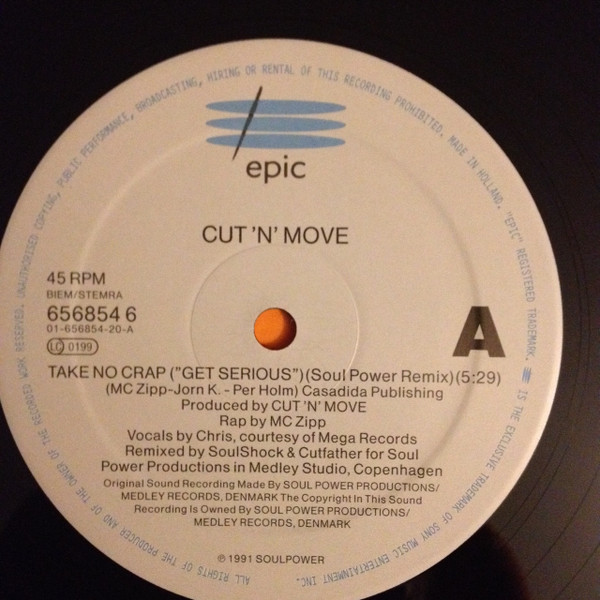 epic
CUT 'N' MOVE
45 RPM
BIEM/STEMRA
656854 6
01-656854-20-A
LC 0199
A
TAKE NO CRAP ("GET SERIOUS")(Soul Power Remix)(5:29)
(MC Zipp-Jorn K. - Per Holm) Casadida Publishing
Produced by CUT 'N' MOVE
Rap by MC Zipp
Vocals by Chris, courtesy of Mega Records
Remixed by SoulShock & Cutfather for Soul
Power Productions in Medley Studio, Copenhagen
Original Sound Recording Made By SOUL POWER PRODUCTIONS/
MEDLEY RECORDS, DENMARK The Copyright In This Sound
Recording Is Owned By SOUL POWER PRODUCTIONS/
MEDLEY RECORDS, DENMARK
℗ 1991 SOULPOWER
ALL RIGHTS OF THE PRODUCER AND OF THE OWNER OF THE RECORDED WORK RESERVED. UNAUTHORISED COPYING, PUBLIC PERFORMANCE, BROADCASTING, HIRING OR RENTAL OF THIS RECORDING PROHIBITED. MADE IN HOLLAND. "EPIC" REGISTERED TRADEMARK. IS THE EXCLUSIVE TRADEMARK OF SONY MUSIC ENTERTAINMENT INC.